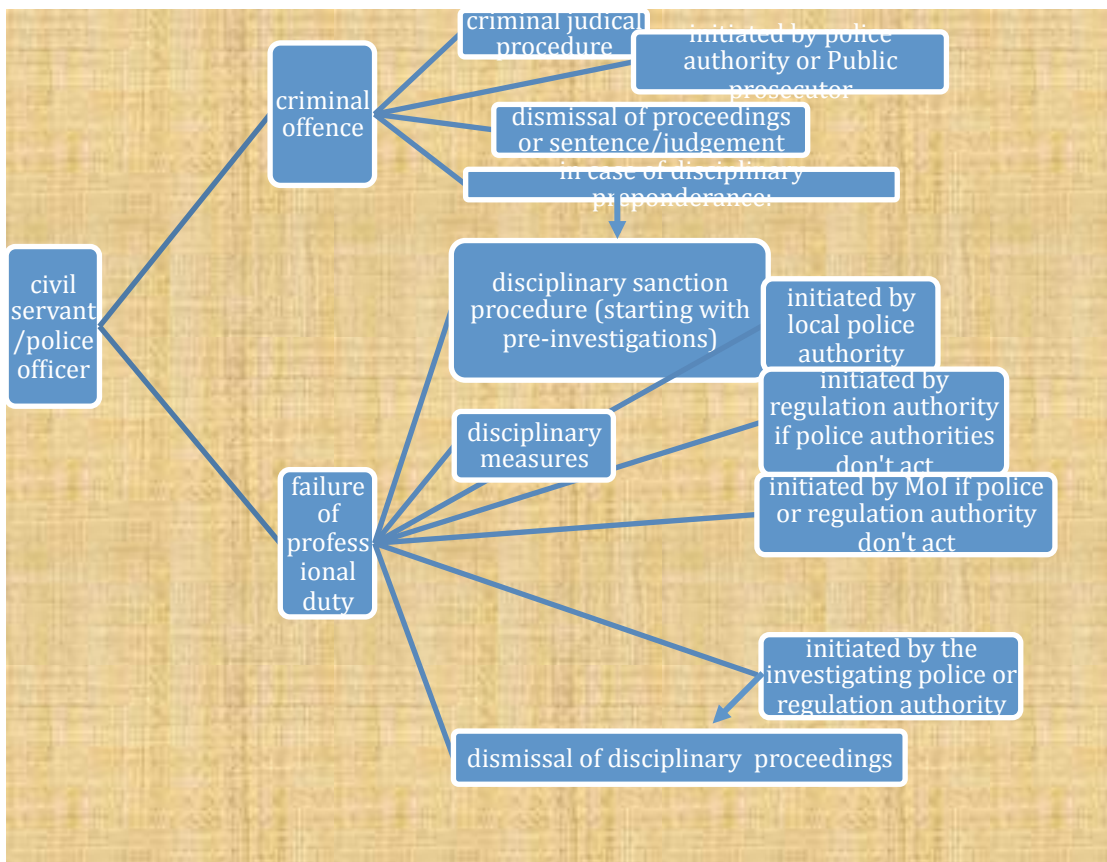 criminal judical
procedure
initiated by police
authority or Public
prosecutor
criminal
offence
dismissal of proceedings
or sentence/judgement
in case of disciplinary
preponderance:
civil
servant
/police
officer
disciplinary sanction
procedure (starting with
pre-investigations)
initiated by
local police
authority
initiated by
regulation authority
if police authorities
don't act
disciplinary
measures
failure
of
profess
ional
duty
initiated by MoI if police
or regulation authority
don't act
initiated by the
investigating police or
regulation authority
dismissal of disciplinary proceedings